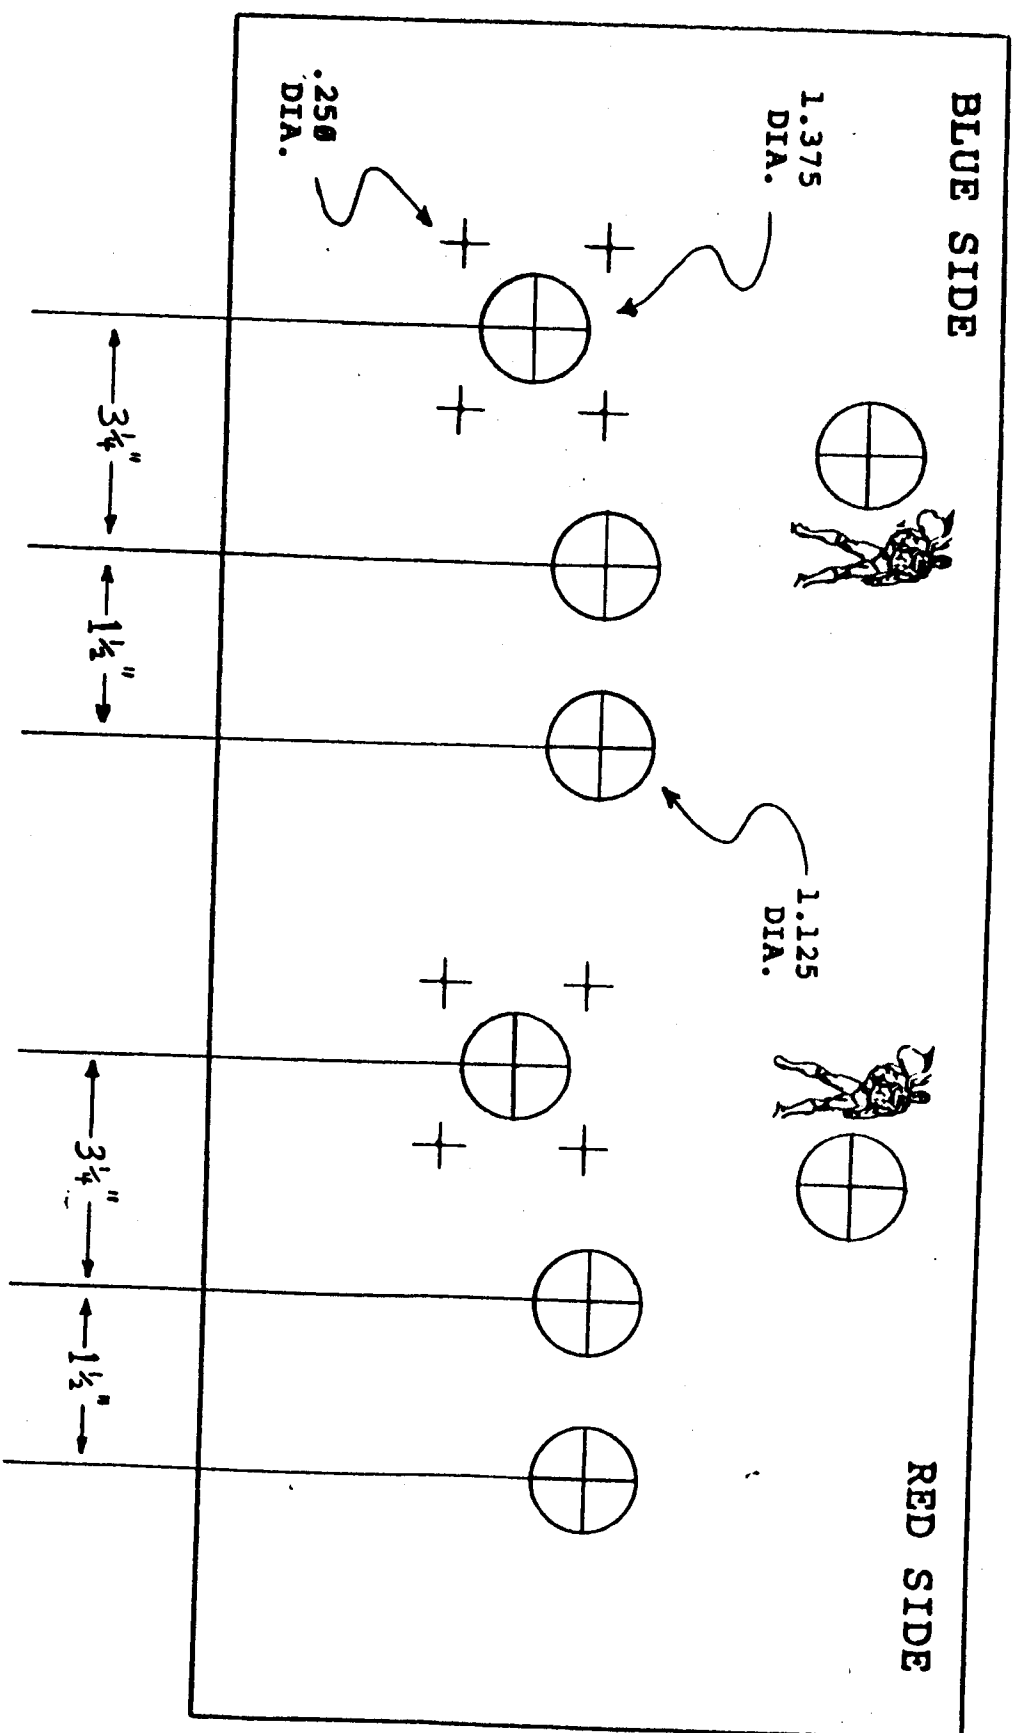 BLUE SIDE
RED SIDE
1.375
DIA.
.250
DIA.
1.125
DIA.
3¼"
1½"
3¼"
1½"